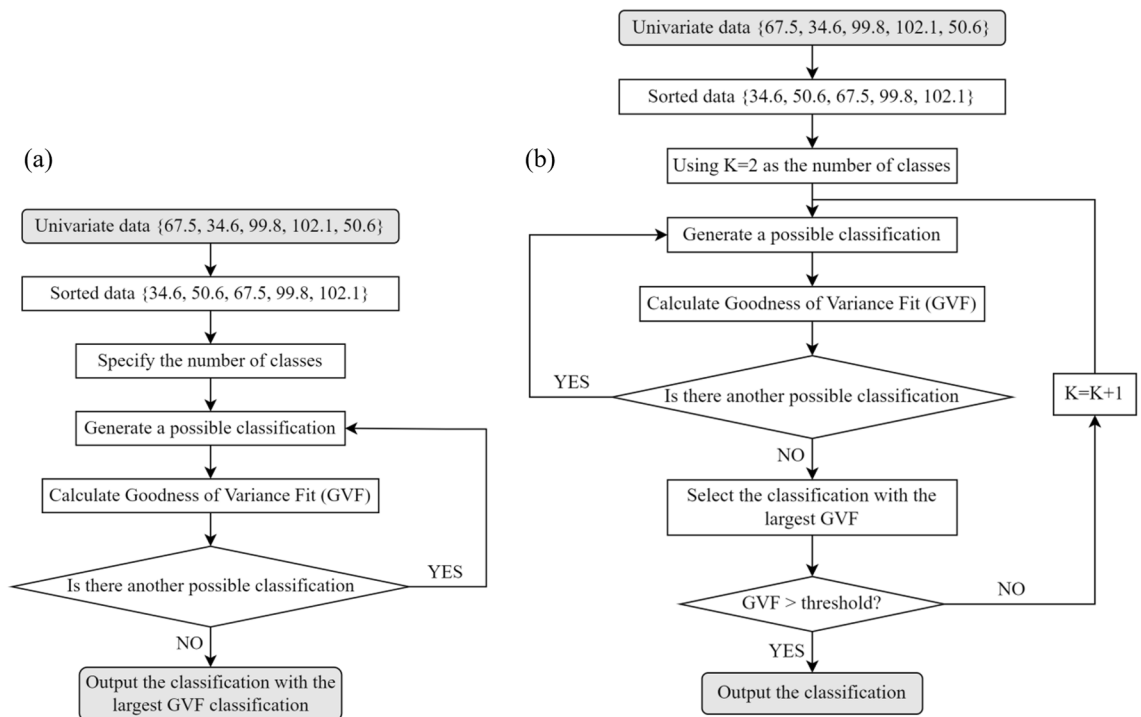 (a)
Univariate data {67.5, 34.6, 99.8, 102.1, 50.6}
Sorted data {34.6, 50.6, 67.5, 99.8, 102.1}
Specify the number of classes
Generate a possible classification
Calculate Goodness of Variance Fit (GVF)
Is there another possible classification
YES
NO
Output the classification with the
largest GVF classification
(b)
Univariate data {67.5, 34.6, 99.8, 102.1, 50.6}
Sorted data {34.6, 50.6, 67.5, 99.8, 102.1}
Using K=2 as the number of classes
Generate a possible classification
Calculate Goodness of Variance Fit (GVF)
YES
Is there another possible classification
K=K+1
NO
Select the classification with the
largest GVF
GVF > threshold?
NO
YES
Output the classification